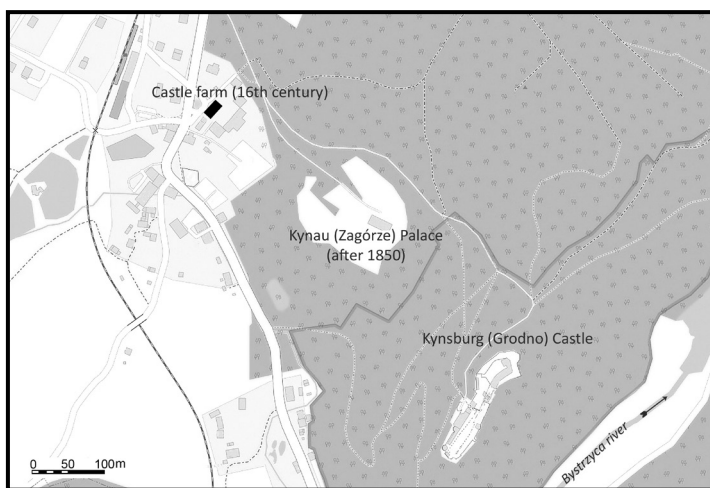 Castle farm (16th century)
Kynau (Zagórze) Palace
(after 1850)
Kynsburg (Grodno) Castle
Bystrzyca river
0 50 100m